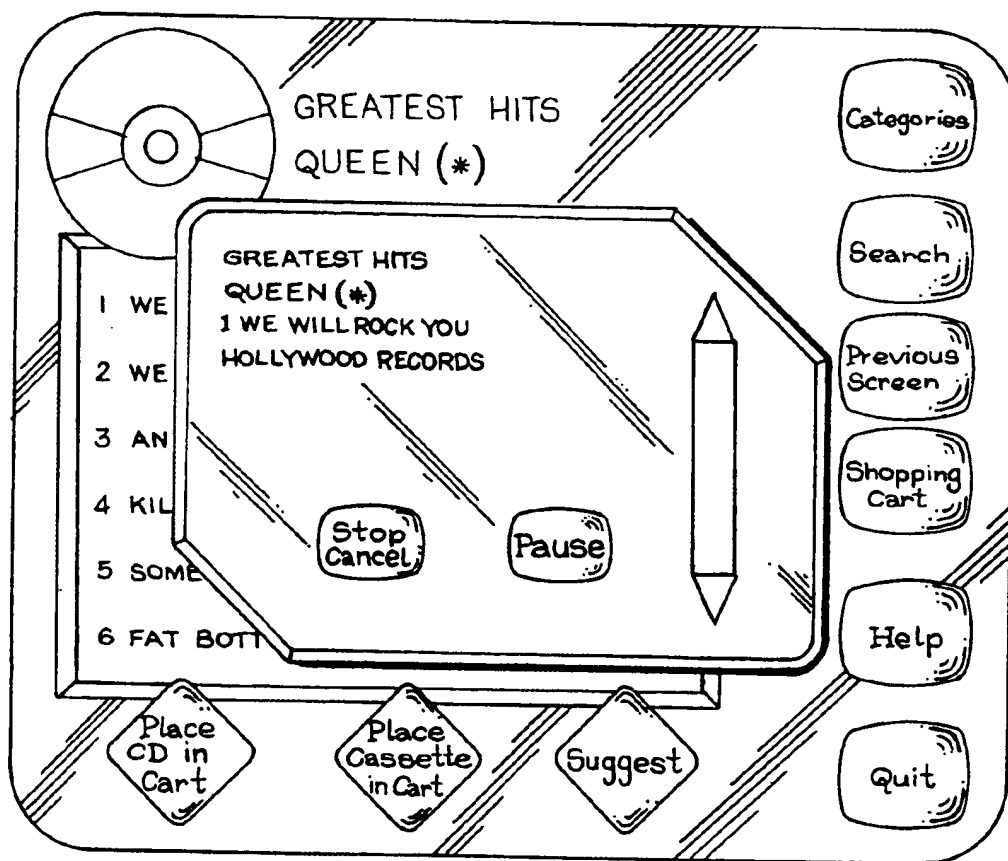 GREATEST HITS
QUEEN (*)
GREATEST HITS
QUEEN (*)
1 WE WILL ROCK YOU
HOLLYWOOD RECORDS
Stop
Cancel
Pause
1 WE
2 WE
3 AN
4 KIL
5 SOME
6 FAT BOTT
Place
CD in
Cart
Place
Cassette
in Cart
Suggest
Categories
Search
Previous
Screen
Shopping
Cart
Help
Quit